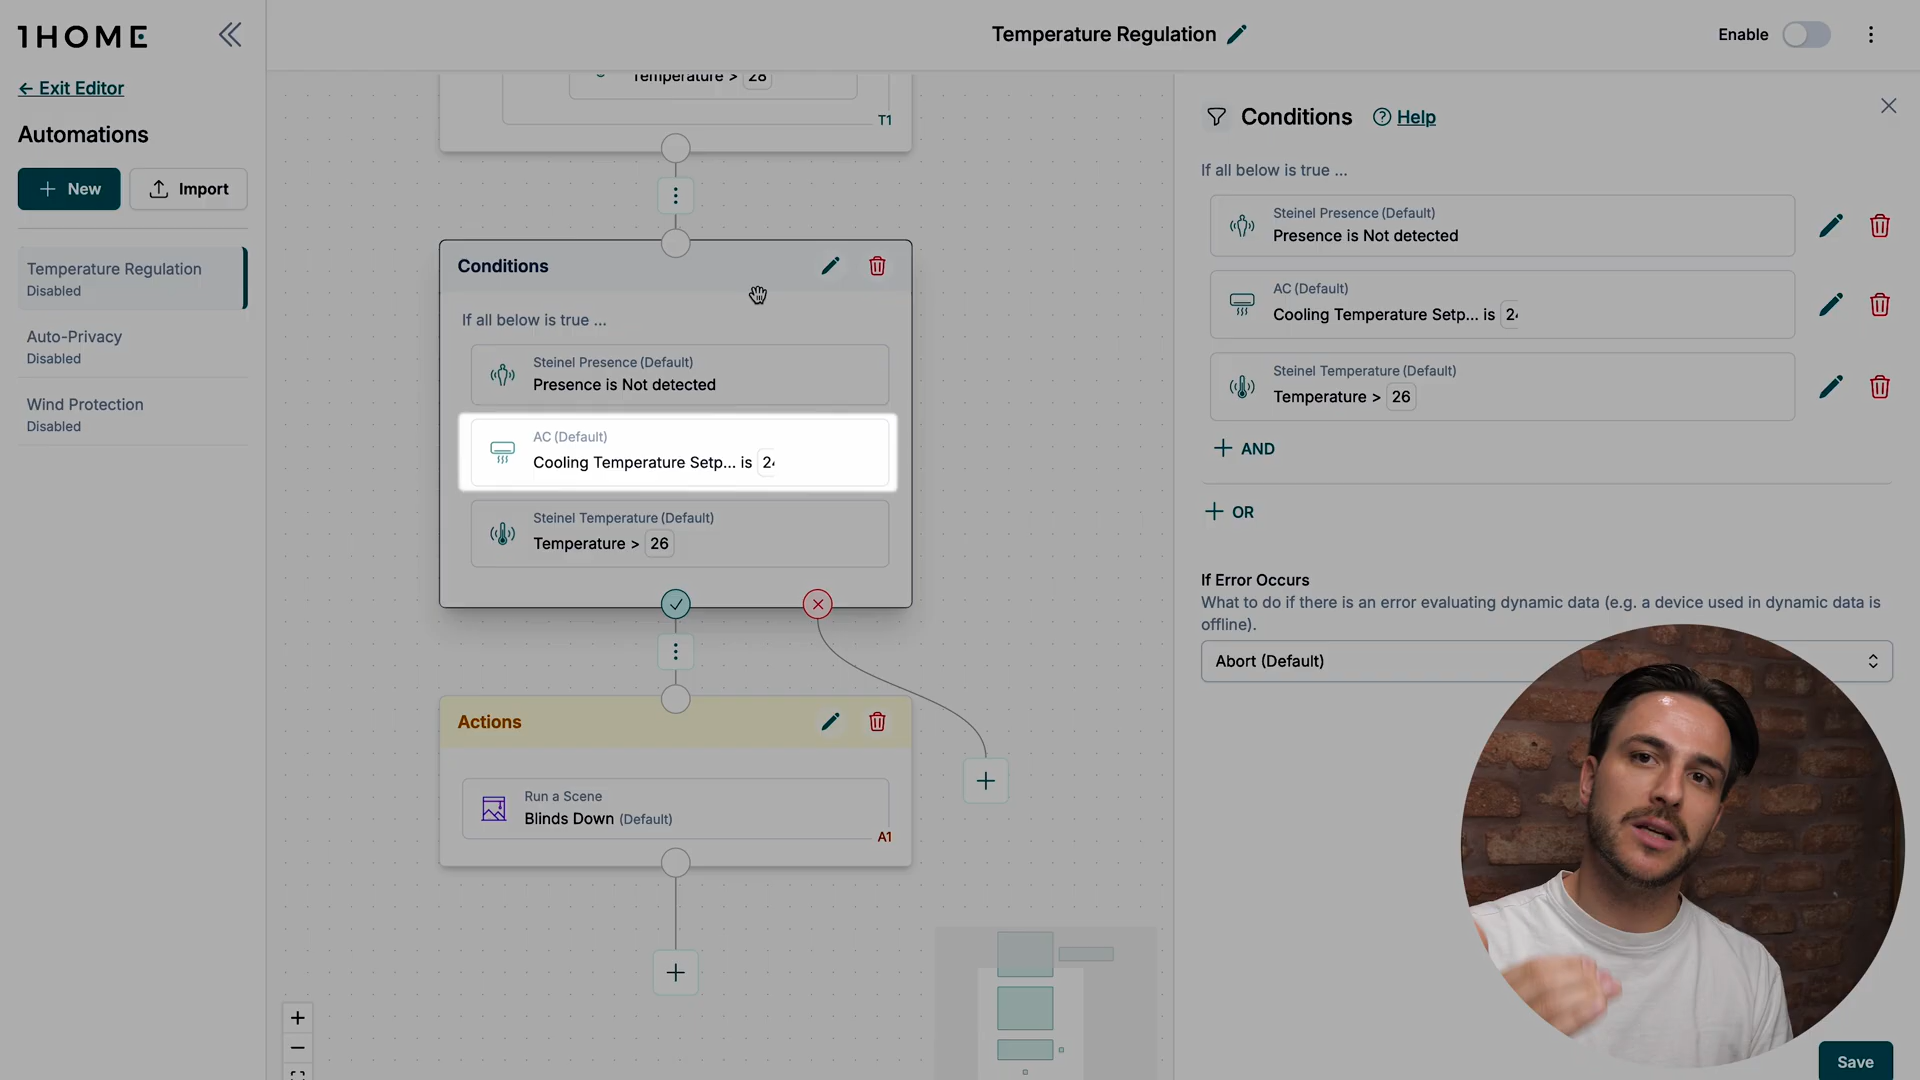 1HOME
Temperature Regulation
Enable
← Exit Editor
Automations
New
Import
Temperature Regulation
Disabled
Auto-Privacy
Disabled
Wind Protection
Disabled
Temperature > 28
T1
Conditions
If all below is true ...
Steinel Presence (Default)
Presence is Not detected
AC (Default)
Cooling Temperature Setp... is 24
Steinel Temperature (Default)
Temperature > 26
Actions
Run a Scene
Blinds Down (Default)
A1
Conditions
Help
If all below is true ...
Steinel Presence (Default)
Presence is Not detected
AC (Default)
Cooling Temperature Setp... is 24
Steinel Temperature (Default)
Temperature > 26
AND
OR
If Error Occurs
What to do if there is an error evaluating dynamic data (e.g. a device used in dynamic data is
offline).
Abort (Default)
Save